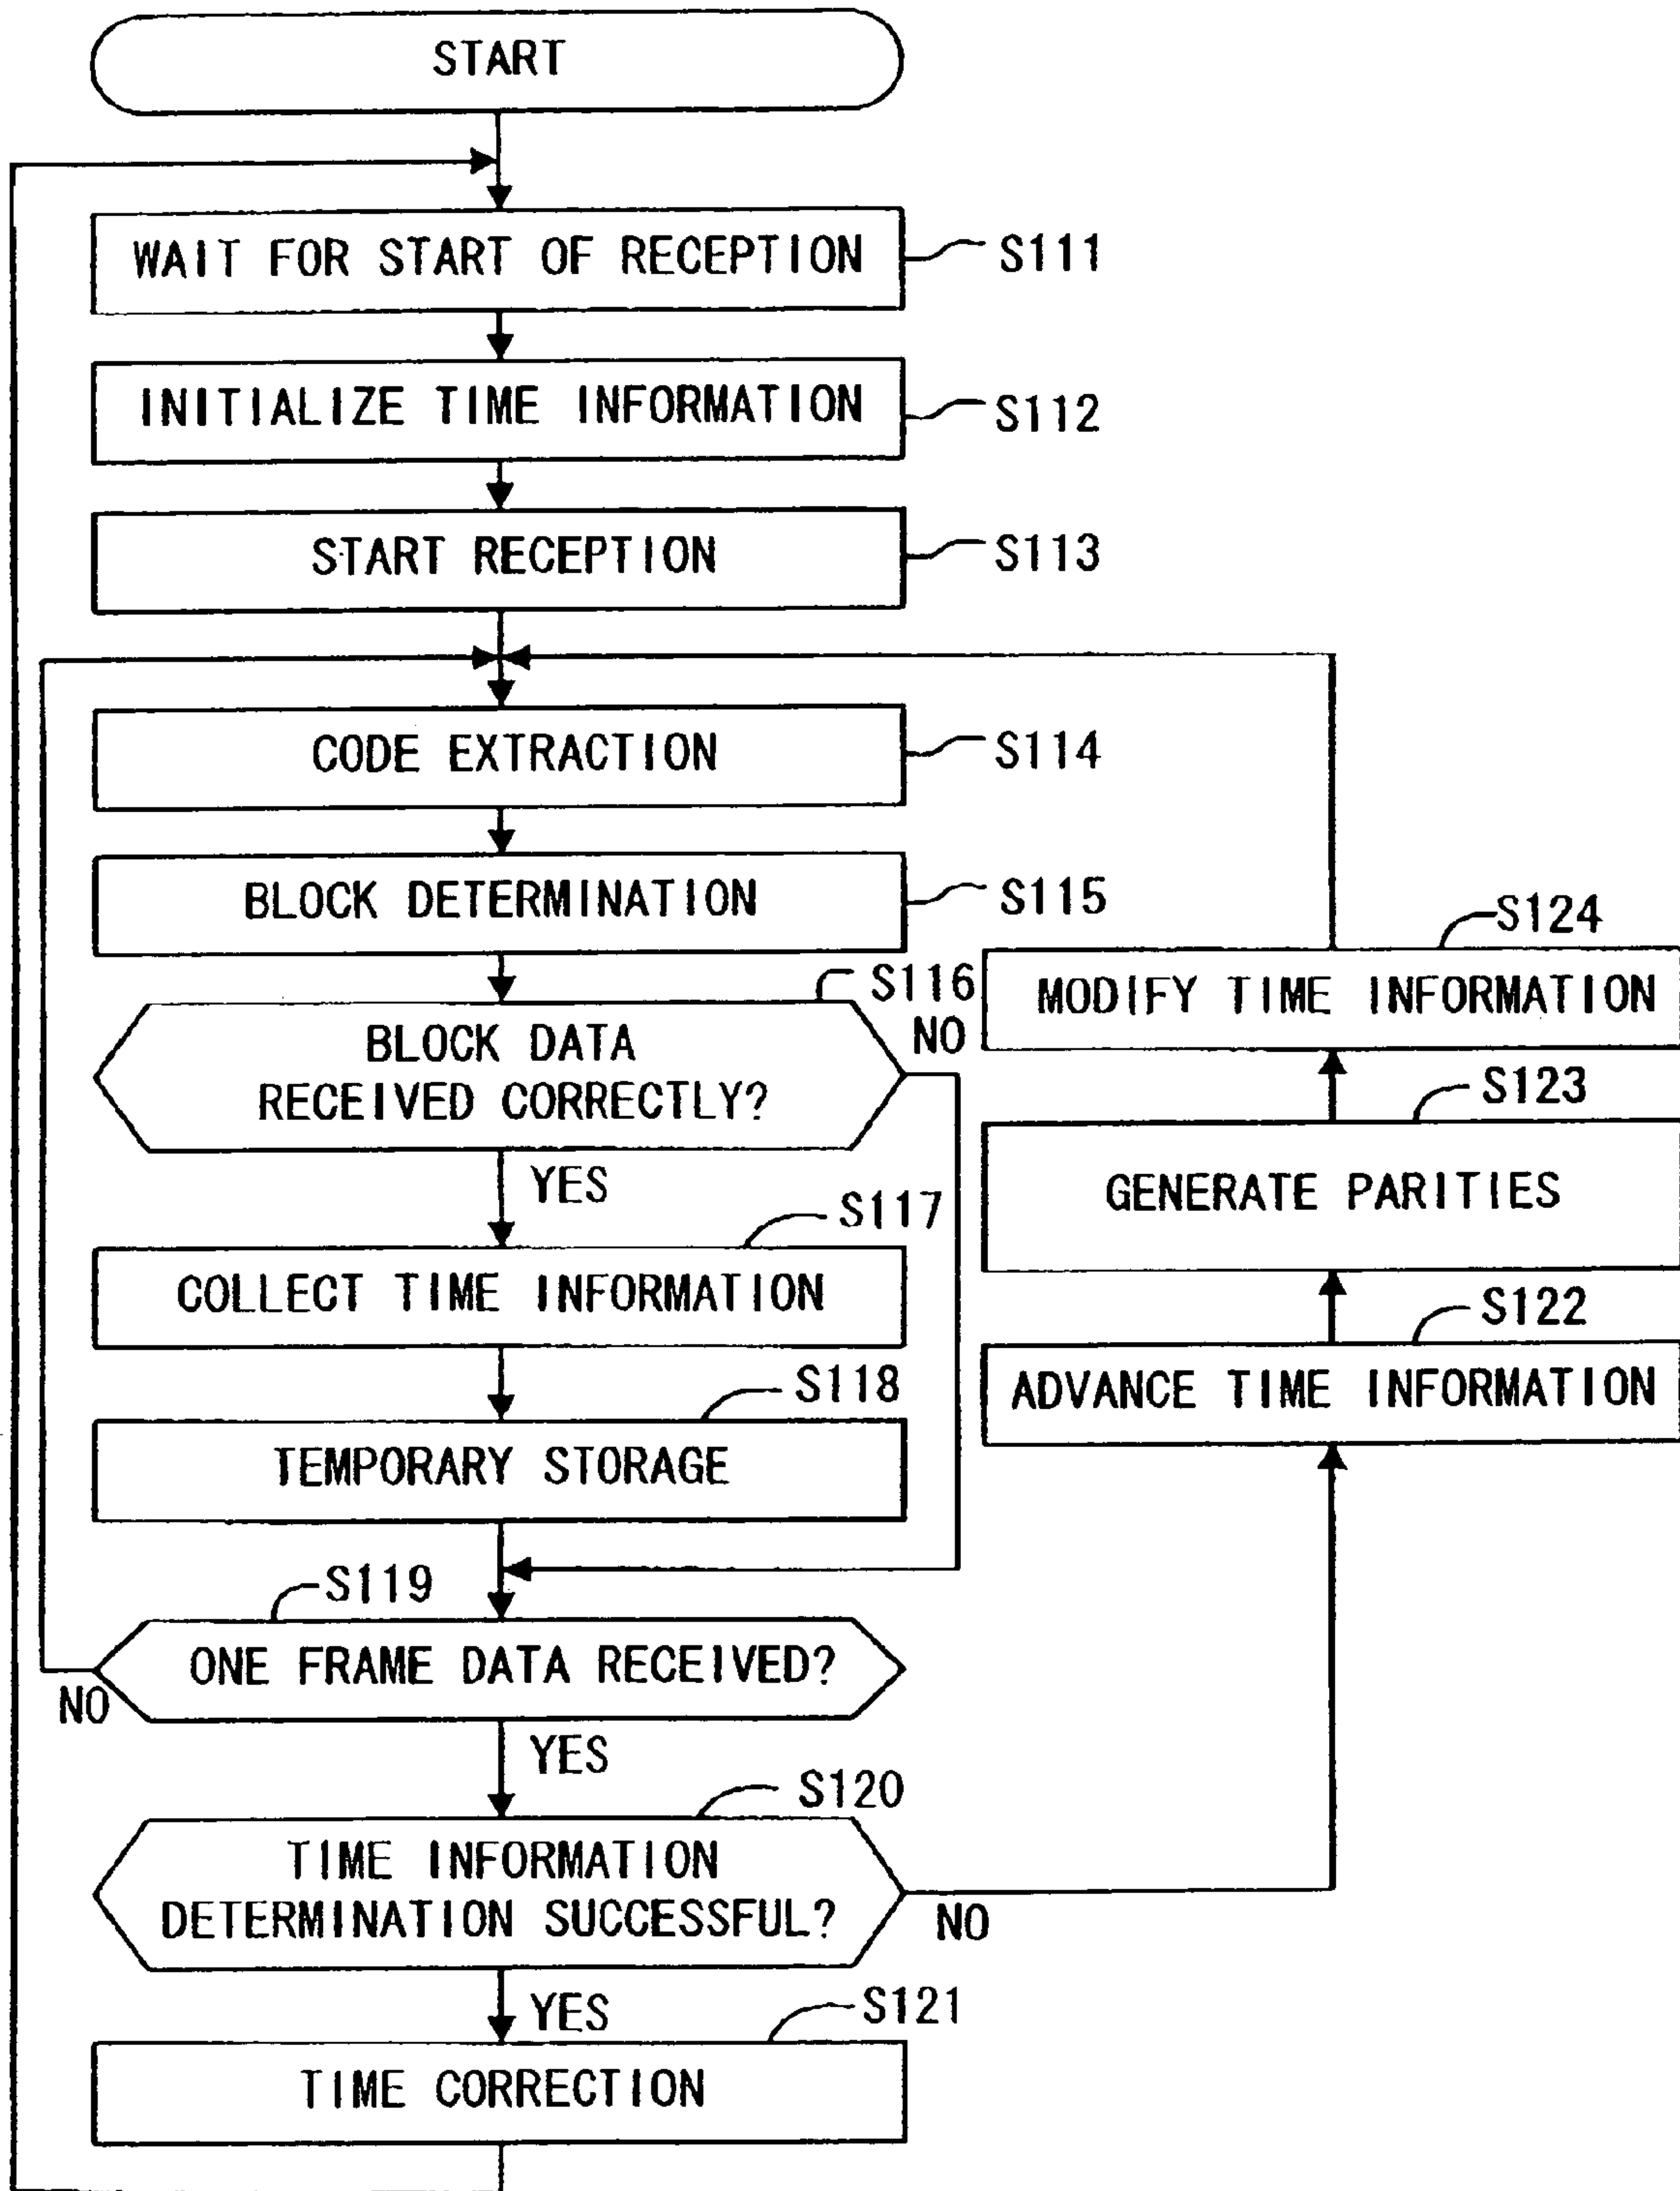 START
WAIT FOR START OF RECEPTION
S111
INITIALIZE TIME INFORMATION
S112
START RECEPTION
S113
CODE EXTRACTION
S114
BLOCK DETERMINATION
S115
S116
BLOCK DATA
RECEIVED CORRECTLY?
NO
YES
S117
COLLECT TIME INFORMATION
S118
TEMPORARY STORAGE
S119
ONE FRAME DATA RECEIVED?
NO
YES
S120
TIME INFORMATION
DETERMINATION SUCCESSFUL?
NO
YES
S121
TIME CORRECTION
S124
MODIFY TIME INFORMATION
S123
GENERATE PARITIES
S122
ADVANCE TIME INFORMATION